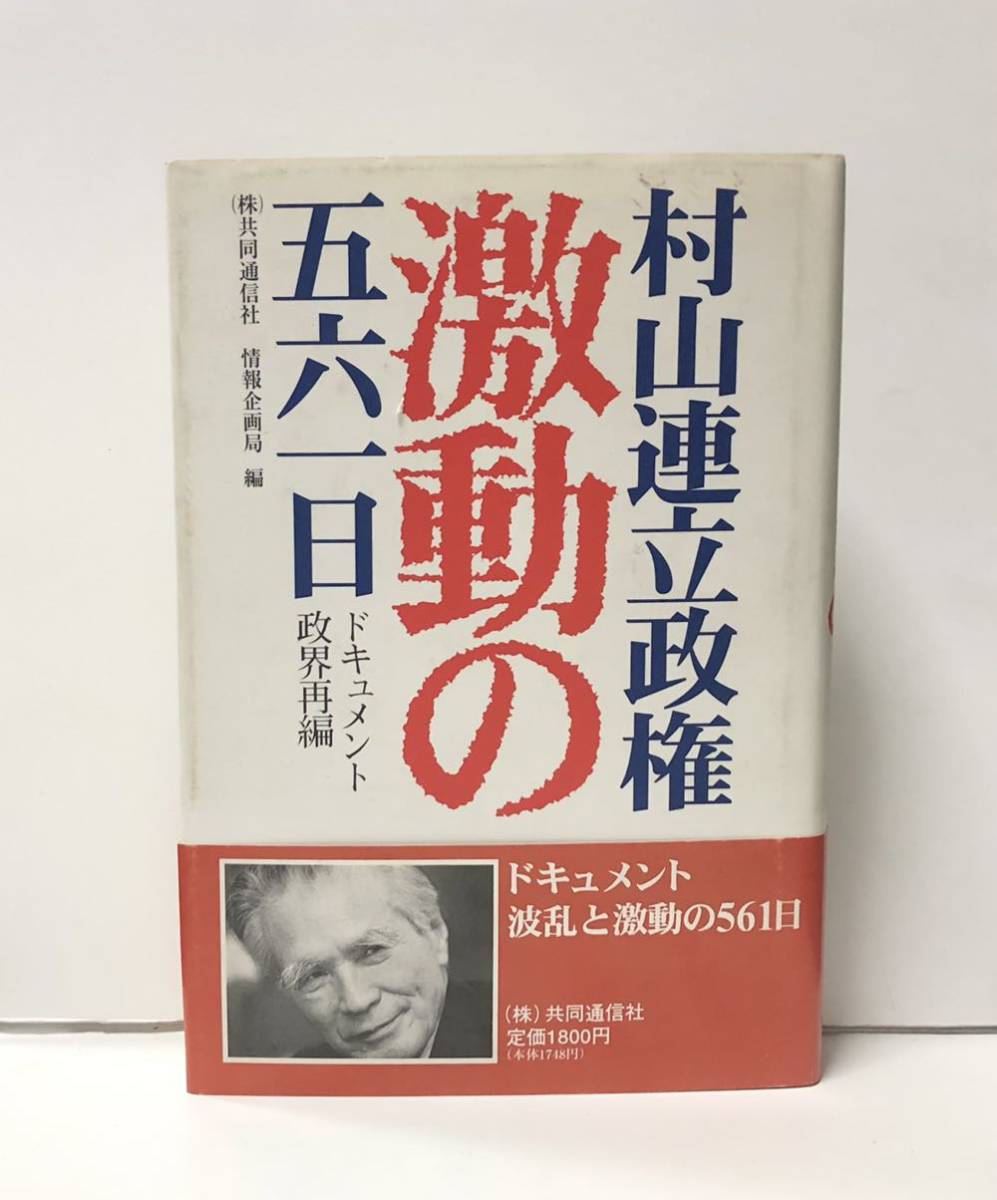 村山連立政権
激動の
五六一日
ドキュメント
政界再編
(株)共同通信社 情報企画局 編
ドキュメント
波乱と激動の561日
(株)共同通信社
定価1800円
(本体1748円)